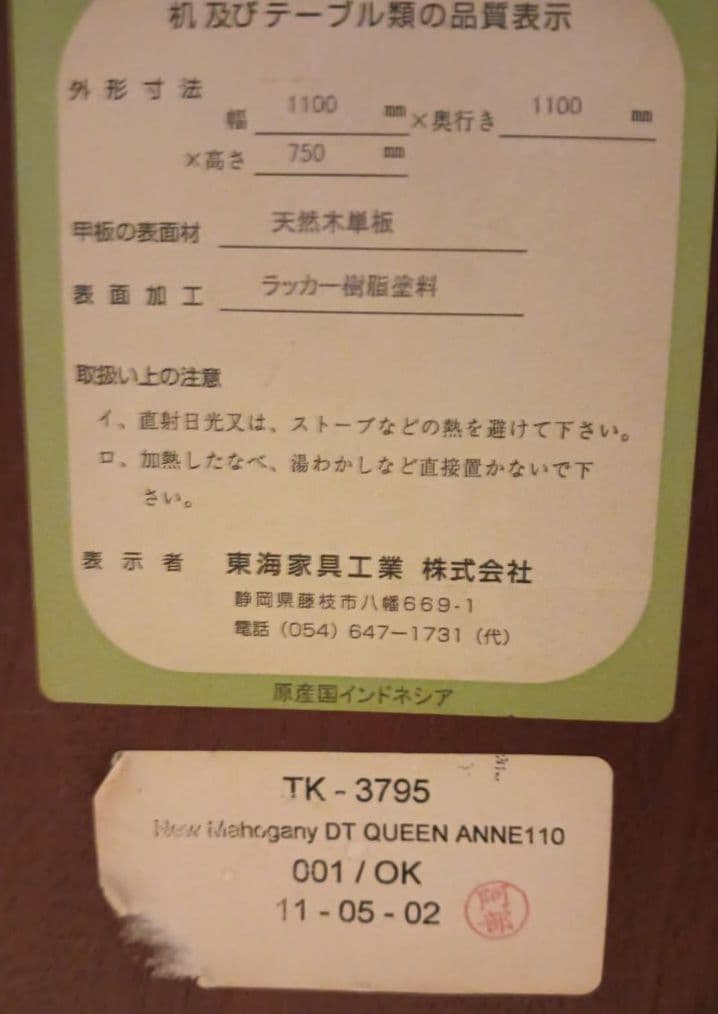 机及びテーブル類の品質表示
外形寸法
幅 1100 mm ×奥行き 1100 mm
×高さ 750 mm
甲板の表面材 天然木単板
表面加工 ラッカー樹脂塗料
取扱い上の注意
イ、直射日光又は、ストーブなどの熱を避けて下さい。
ロ、加熱したなべ、湯わかしなど直接置かないで下
さい。
表示者 東海家具工業 株式会社
静岡県藤枝市八幡669-1
電話（054）647ー1731（代）
原産国インドネシア
TK - 3795
New Mahogany DT QUEEN ANNE110
001 / OK
11 - 05 - 02